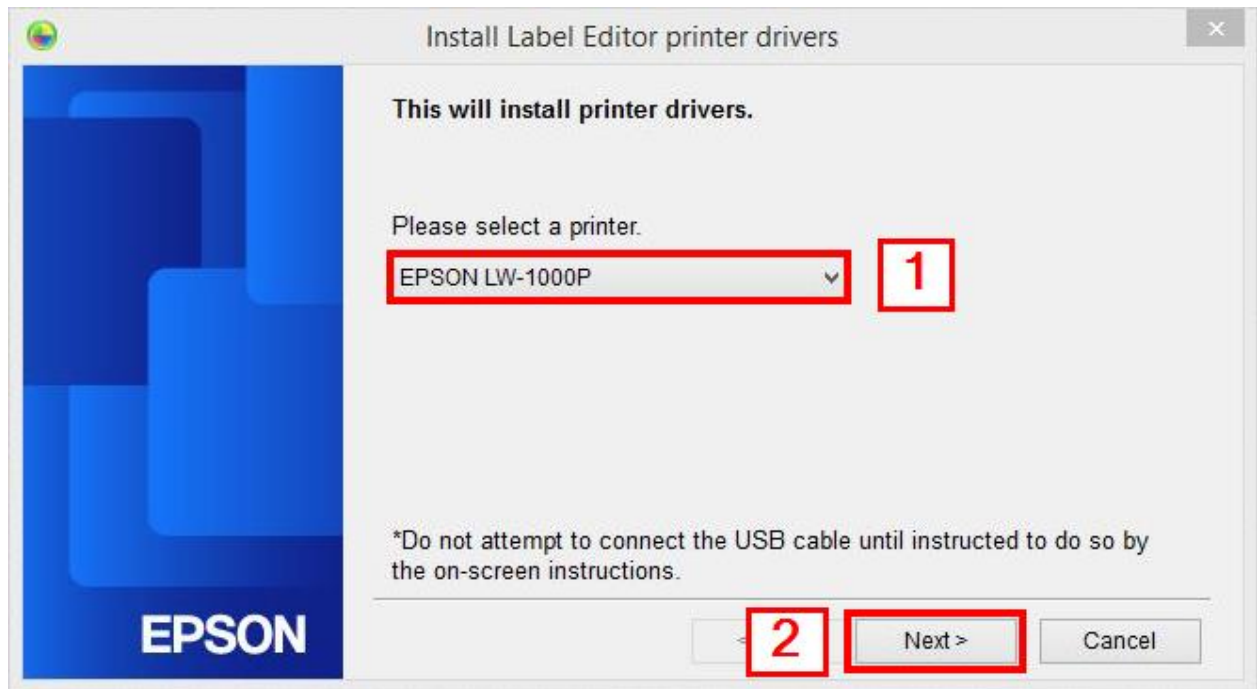 Install Label Editor printer drivers
This will install printer drivers.
Please select a printer.
EPSON LW-1000P
1
*Do not attempt to connect the USB cable until instructed to do so by
the on-screen instructions.
EPSON
<
2
Next >
Cancel